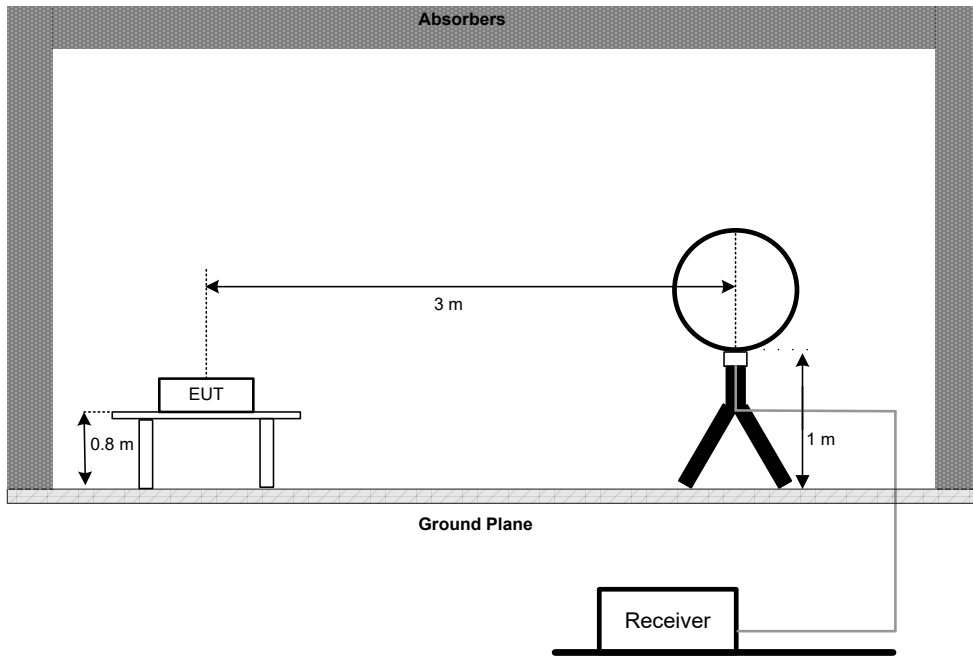 Absorbers
3 m
EUT
0.8 m
1 m
Ground Plane
Receiver